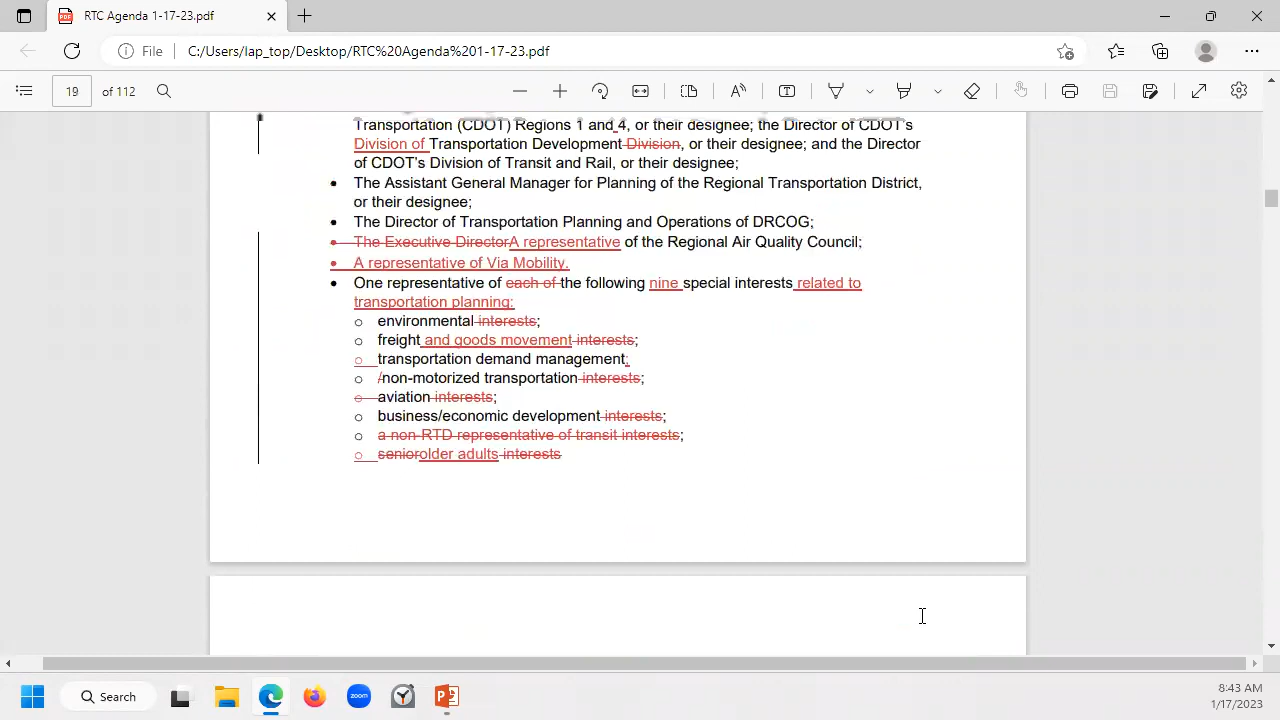 RTC Agenda 1-17-23.pdf
File C:/Users/lap_top/Desktop/RTC%20Agenda%201-17-23.pdf
19 of 112
Transportation (CDOT) Regions 1 and 4, or their designee; the Director of CDOT's
Division of Transportation Development Division, or their designee; and the Director
of CDOT's Division of Transit and Rail, or their designee;
• The Assistant General Manager for Planning of the Regional Transportation District,
or their designee;
• The Director of Transportation Planning and Operations of DRCOG;
• The Executive DirectorA representative of the Regional Air Quality Council;
• A representative of Via Mobility.
• One representative of each of the following nine special interests related to
transportation planning:
o environmental interests;
o freight and goods movement interests;
o transportation demand management;
o /non-motorized transportation interests;
o aviation interests;
o business/economic development interests;
o a non-RTD representative of transit interests;
o seniorolder adults interests
Search
zoom
8:43 AM
1/17/2023